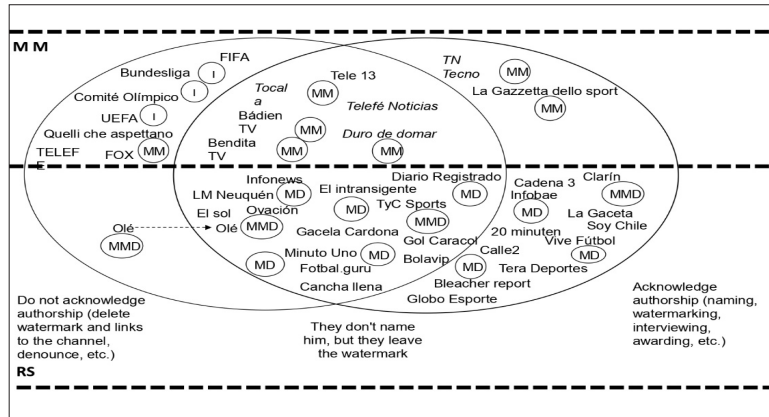 MM
FIFA
Bundesliga
I
Comité Olímpico
I
UEFA
I
Quelli che aspettano
TELEF
E
FOX
MM
Tocal
a
Tele 13
MM
Bádien
TV
MM
Telefé Noticias
Bendita
TV
MM
Duro de domar
MM
TN
Tecno
MM
La Gazzetta dello sport
MM
Infonews
LM Neuquén
MD
El sol
Ovación
Olé
MMD
Olé
MMD
El intransigente
MD
Gacela Cardona
Diario Registrado
MD
TyC Sports
MMD
Gol Caracol
Minuto Uno
MD
MD
Fotbal.guru
Bolavip
Cancha llena
Cadena 3
Infobae
MD
20 minuten
Clarín
MMD
La Gaceta
Soy Chile
Vive Fútbol
MD
Calle2
MD
Tera Deportes
Bleacher report
Globo Esporte
Do not acknowledge
authorship (delete
watermark and links
to the channel,
denounce, etc.)
They don't name
him, but they leave
the watermark
Acknowledge
authorship (naming,
watermarking,
interviewing,
awarding, etc.)
RS